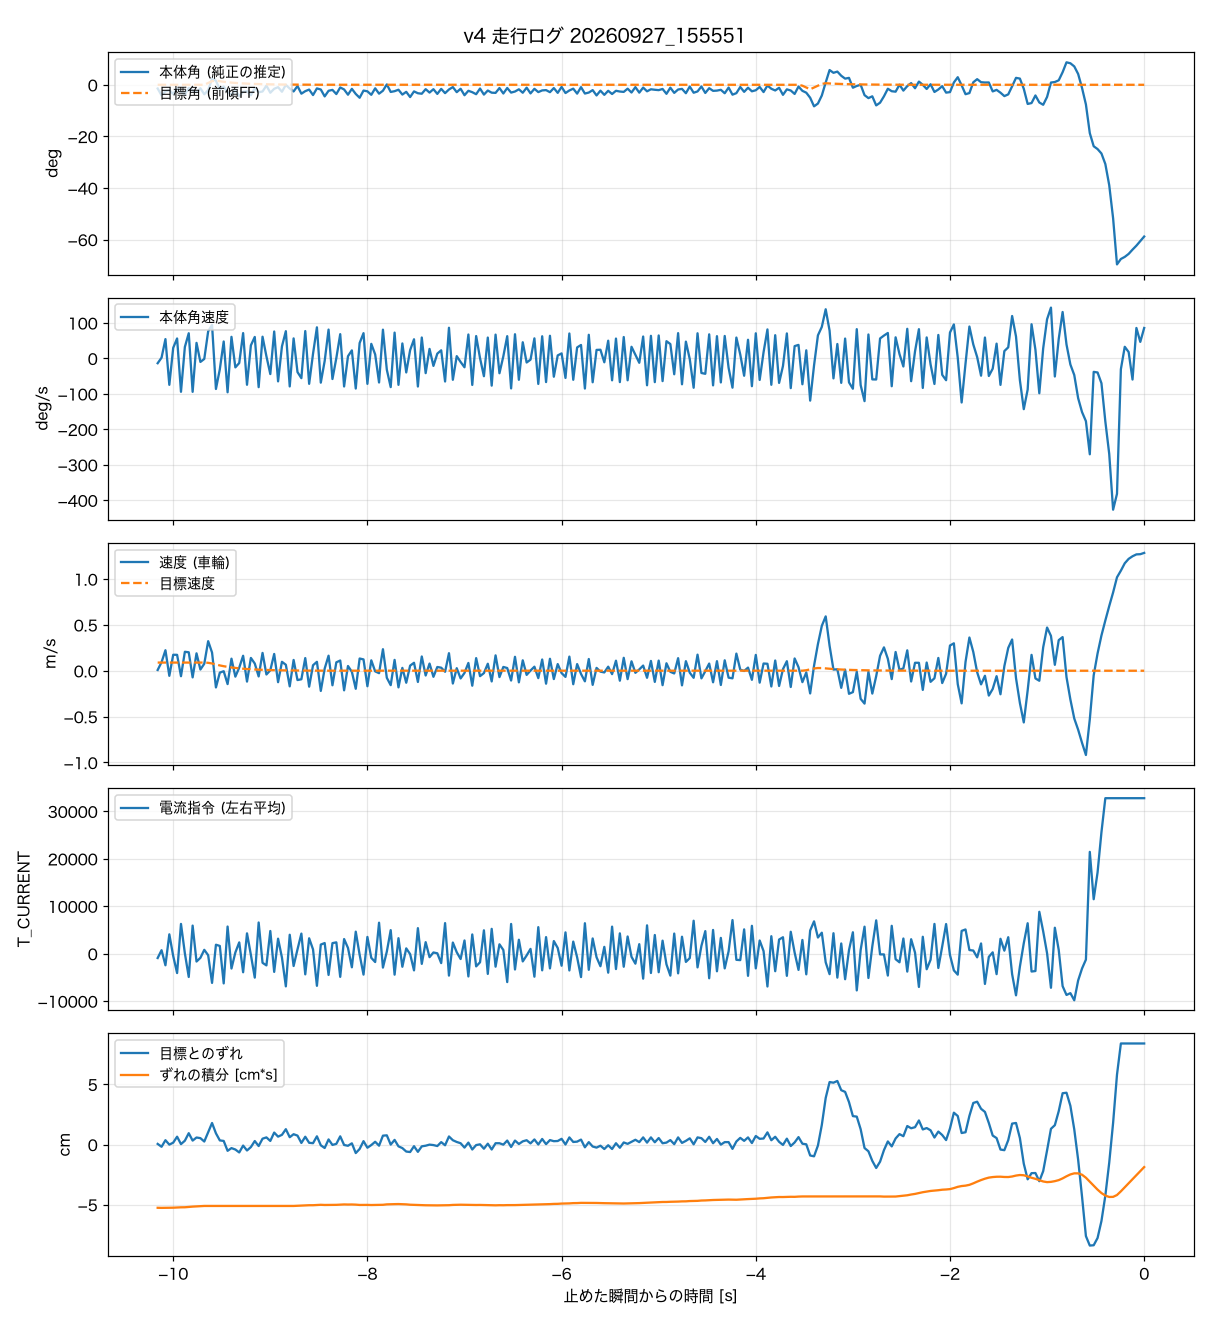 v4 走行ログ 20260927_155551
本体角 (純正の推定)
目標角 (前傾FF)
deg
0
−20
−40
−60
本体角速度
deg/s
100
0
−100
−200
−300
−400
速度 (車輪)
目標速度
m/s
1.0
0.5
0.0
−0.5
−1.0
電流指令 (左右平均)
T_CURRENT
30000
20000
10000
0
−10000
目標とのずれ
ずれの積分 [cm*s]
cm
5
0
−5
−10 −8 −6 −4 −2 0
止めた瞬間からの時間 [s]